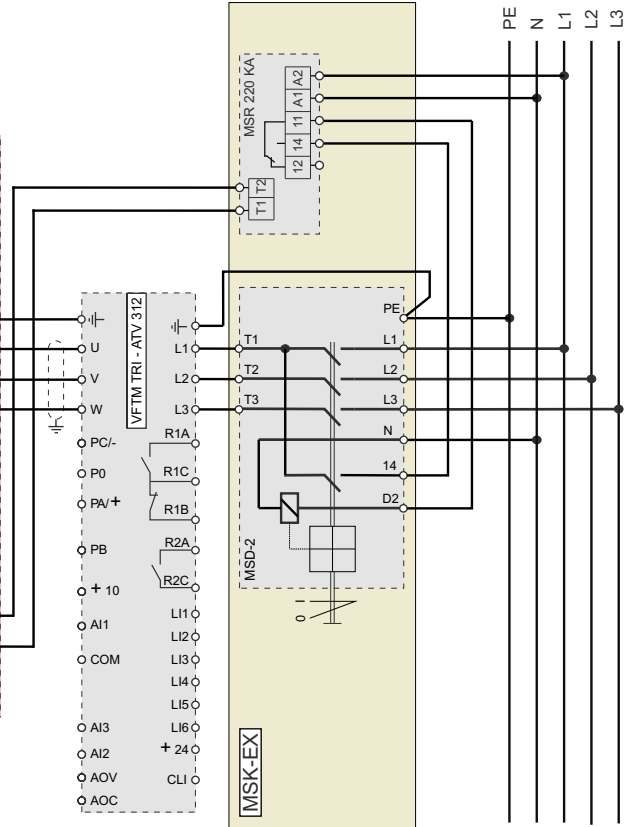 PE
N
L1
L2
L3
MSR 220 KA
A2
A1
11
14
12
T2
T1
VFTM TRI - ATV 312
U
V
W
PC/-
P0
PA/+
PB
+ 10
AI1
COM
AI3
AI2
AOV
AOC
L1
L2
L3
R1A
R1C
R1B
R2A
R2C
LI1
LI2
LI3
LI4
LI5
LI6
+ 24
CLI
PE
T1
T2
T3
L1
L2
L3
N
14
D2
MSD-2
0 I
MSK-EX